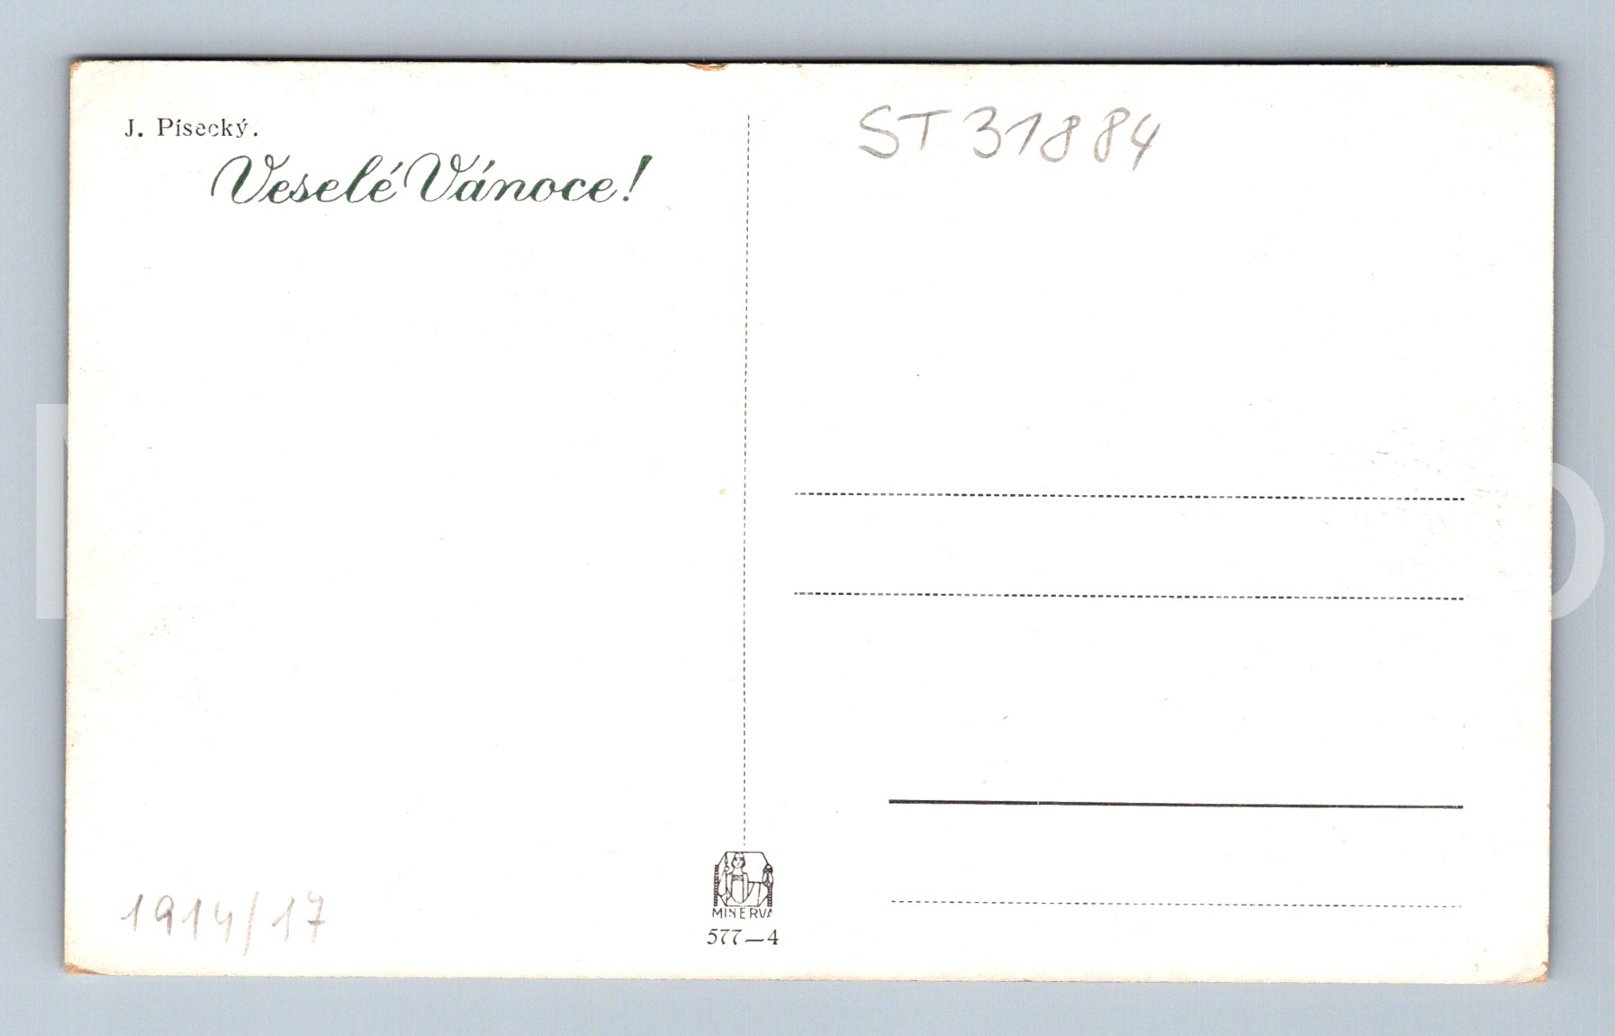 J. Písecký.
Veselé Vánoce!
ST 31884
1914/17
MINERVA
577—4